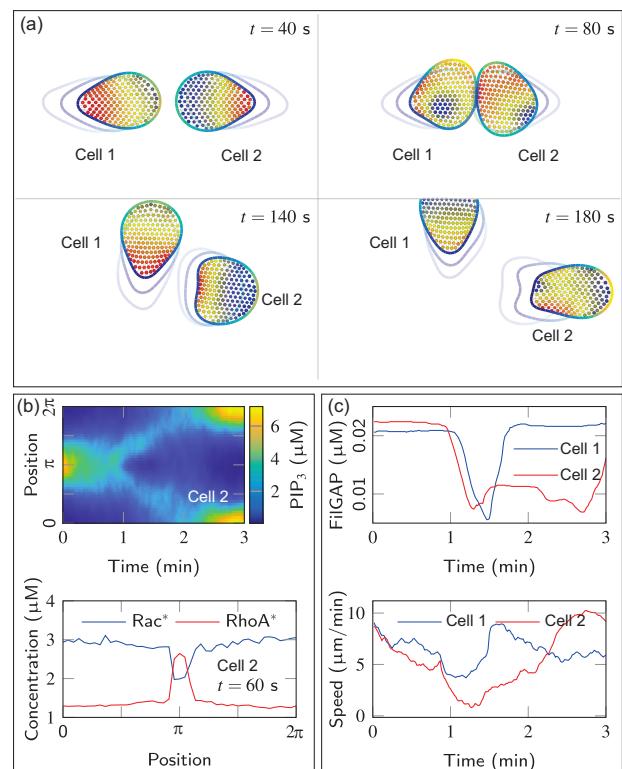 (a)
t = 40 s
t = 80 s
Cell 1
Cell 2
Cell 1
Cell 2
t = 140 s
t = 180 s
Cell 1
Cell 1
Cell 2
Cell 2
(b)
2π
π
0
Position
Cell 2
0 1 2 3
Time (min)
6
4
2
PIP₃ (μM)
4
3
2
1
Concentration (μM)
Rac*
RhoA*
Cell 2
t = 60 s
0 π 2π
Position
(c)
0.02
0.01
FilGAP (μM)
Cell 1
Cell 2
0 1 2 3
10
5
0
Speed (μm/min)
Cell 1
Cell 2
0 1 2 3
Time (min)